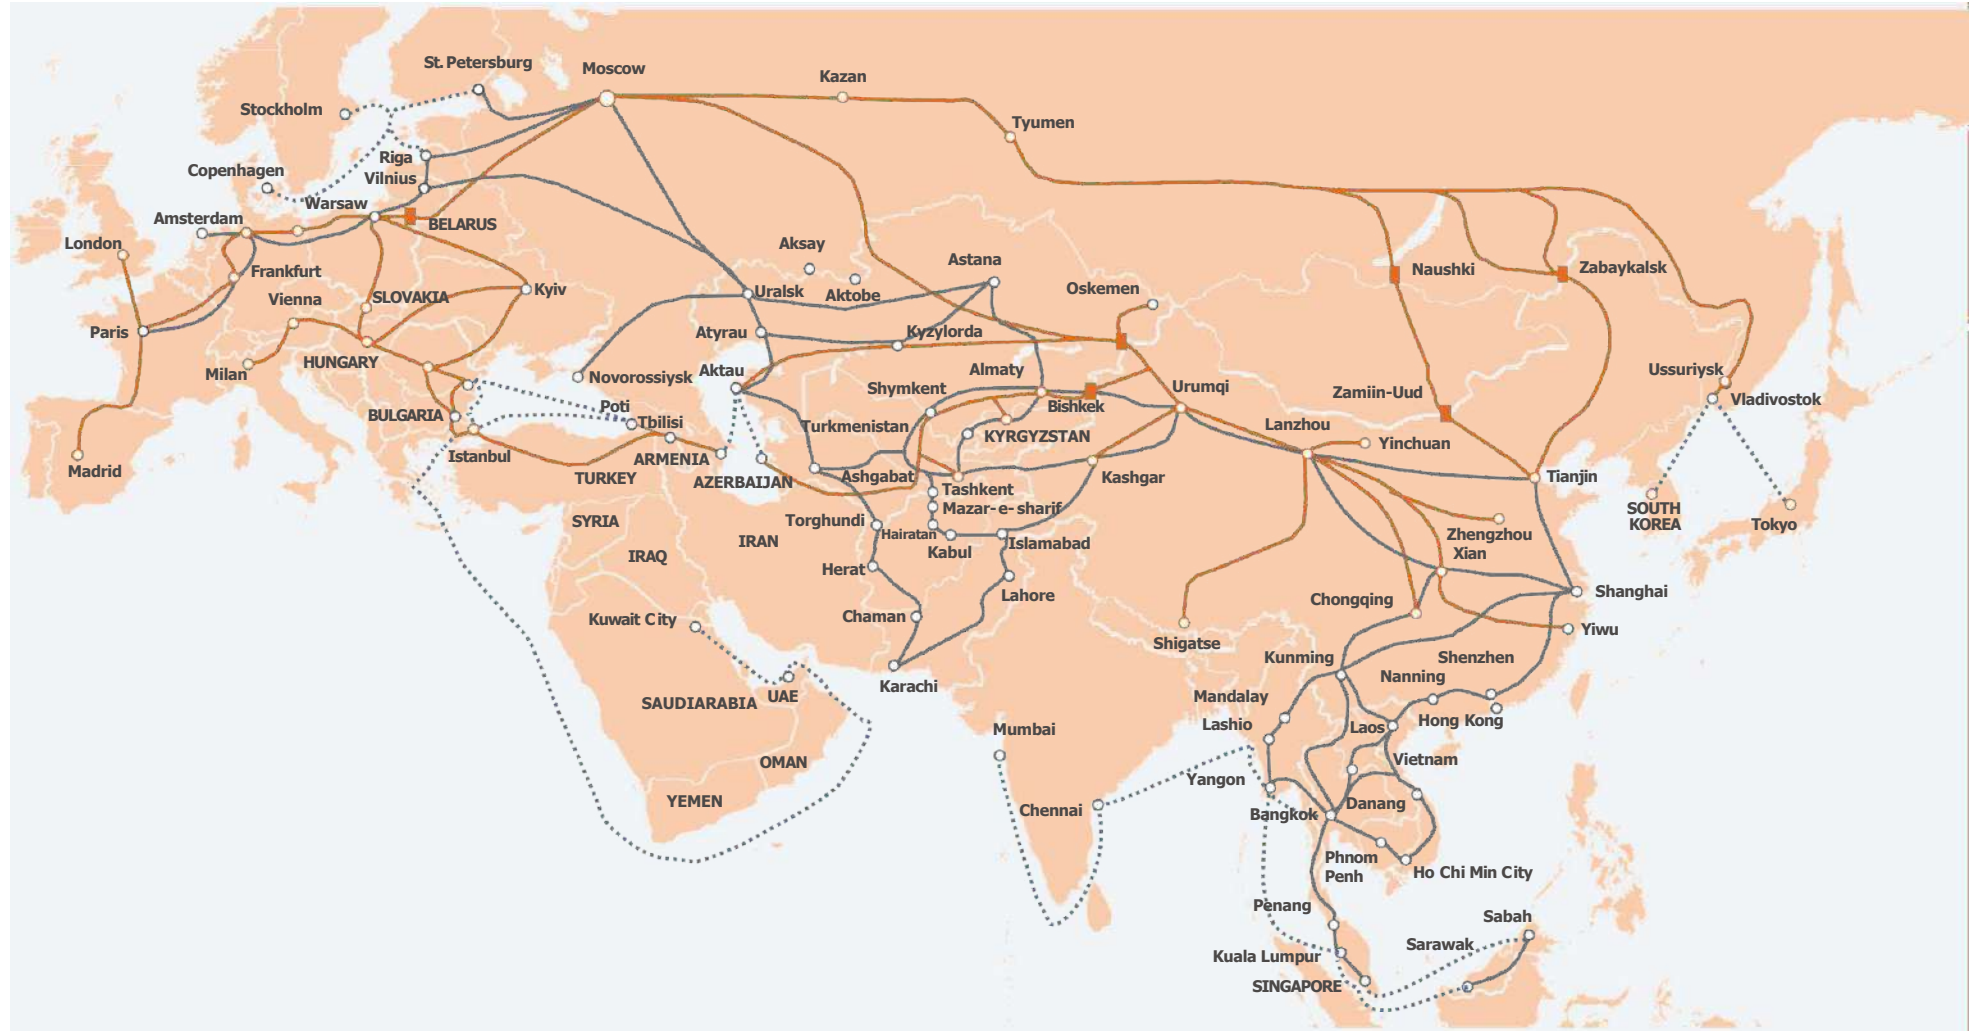 St. Petersburg
Moscow
Kazan
Stockholm
Tyumen
Riga
Copenhagen
Vilnius
Warsaw
Amsterdam
BELARUS
London
Aksay
Astana
Frankfurt
Naushki
Zabaykalsk
Vienna
SLOVAKIA
Kyiv
Uralsk
Aktobe
Oskemen
Paris
Atyrau
Kyzylorda
HUNGARY
Milan
Novorossiysk
Aktau
Almaty
Shymkent
Urumqi
Ussuriysk
Zamiin-Uud
Vladivostok
BULGARIA
Poti
Tbilisi
Bishkek
Turkmenistan
Lanzhou
KYRGYZSTAN
Yinchuan
Istanbul
ARMENIA
Madrid
TURKEY
AZERBAIJAN
Ashgabat
Kashgar
Tianjin
Tashkent
Mazar-e-sharif
SOUTH
KOREA
Tokyo
SYRIA
Torghundi
Hairatan
Zhengzhou
IRAN
Kabul
Islamabad
Xian
IRAQ
Herat
Lahore
Shanghai
Chongqing
Kuwait City
Chaman
Yiwu
Shigatse
Kunming
Shenzhen
Karachi
Nanning
SAUDIARABIA
UAE
Mandalay
Lashio
Laos
Hong Kong
Mumbai
OMAN
Vietnam
Yangon
YEMEN
Chennai
Bangkok
Danang
Phnom
Penh
Ho Chi Min City
Penang
Sabah
Sarawak
Kuala Lumpur
SINGAPORE